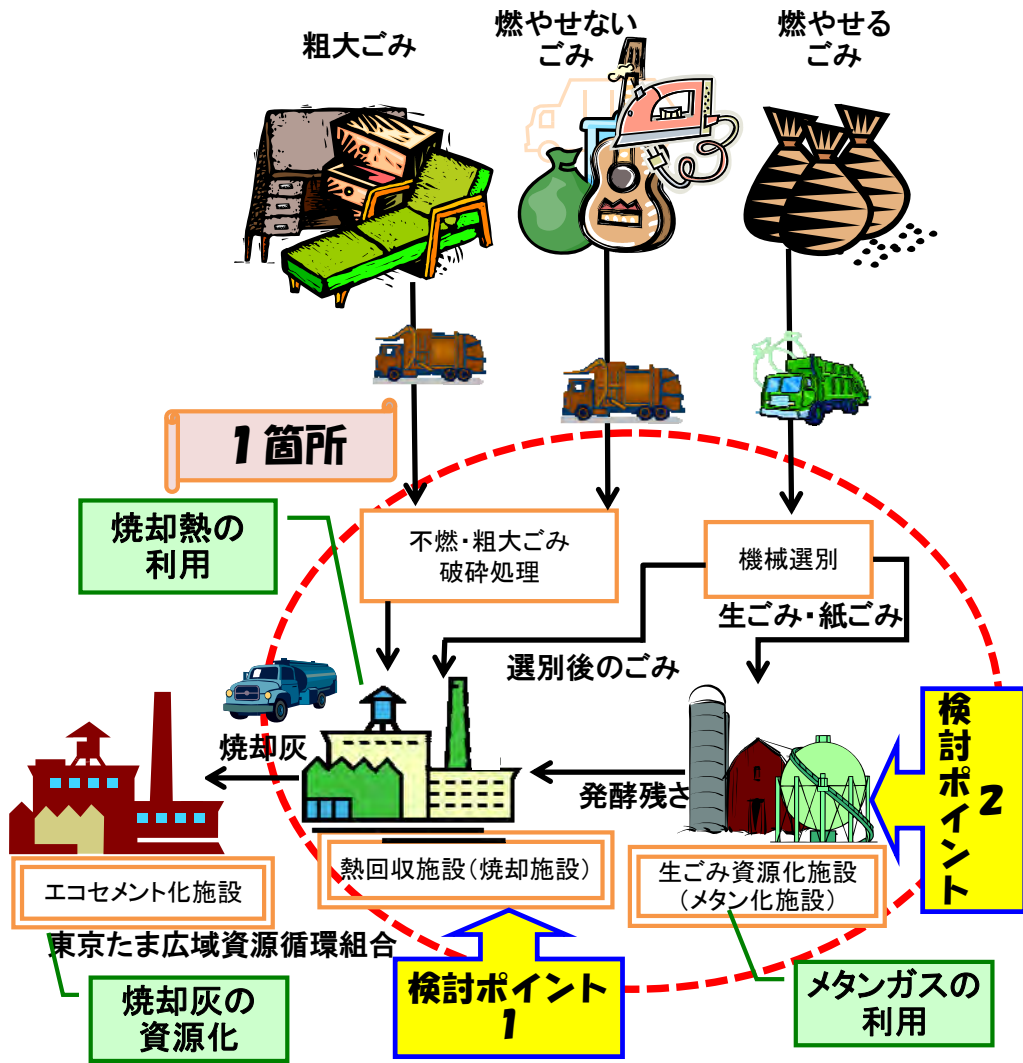 粗大ごみ
燃やせない
ごみ
燃やせる
ごみ
1箇所
焼却熱の
利用
不燃・粗大ごみ
破砕処理
機械選別
生ごみ・紙ごみ
選別後のごみ
焼却灰
発酵残さ
検討ポイント
2
エコセメント化施設
熱回収施設(焼却施設)
生ごみ資源化施設
(メタン化施設)
東京たま広域資源循環組合
焼却灰の
資源化
検討ポイント
1
メタンガスの
利用